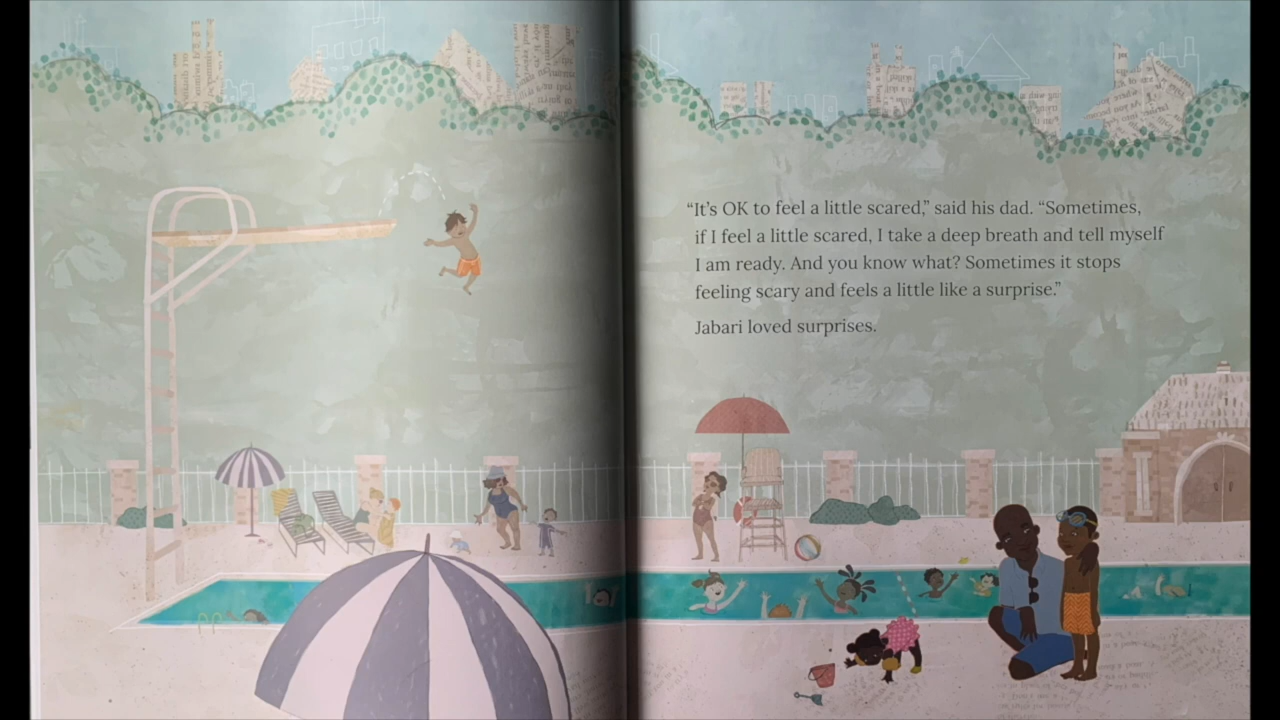 “It’s OK to feel a little scared,” said his dad. “Sometimes,
if I feel a little scared, I take a deep breath and tell myself
I am ready. And you know what? Sometimes it stops
feeling scary and feels a little like a surprise.”
Jabari loved surprises.